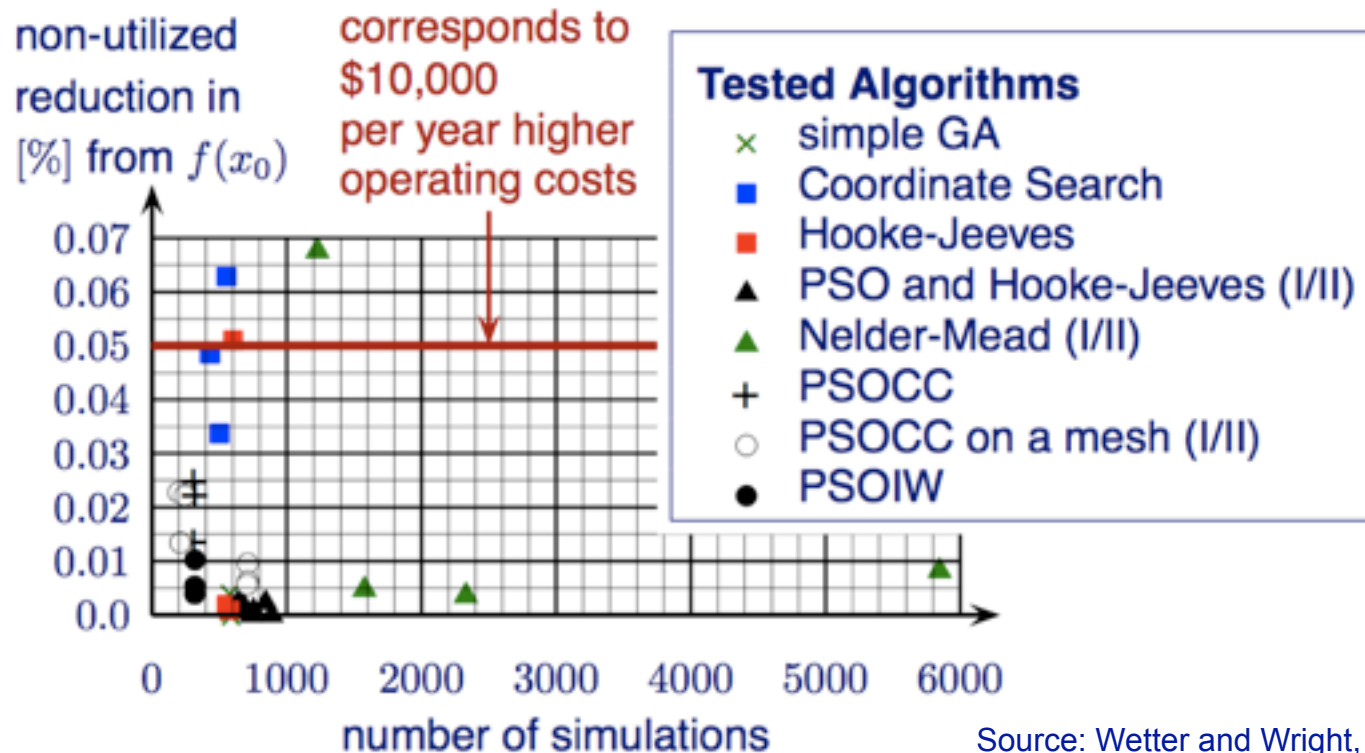 non-utilized
reduction in
[%] from f(x₀)
corresponds to
$10,000
per year higher
operating costs
Tested Algorithms
simple GA
Coordinate Search
Hooke-Jeeves
PSO and Hooke-Jeeves (I/II)
Nelder-Mead (I/II)
PSOCC
PSOCC on a mesh (I/II)
PSOIW
0.07
0.06
0.05
0.04
0.03
0.02
0.01
0.0
0 1000 2000 3000 4000 5000 6000
number of simulations
Source: Wetter and Wright,